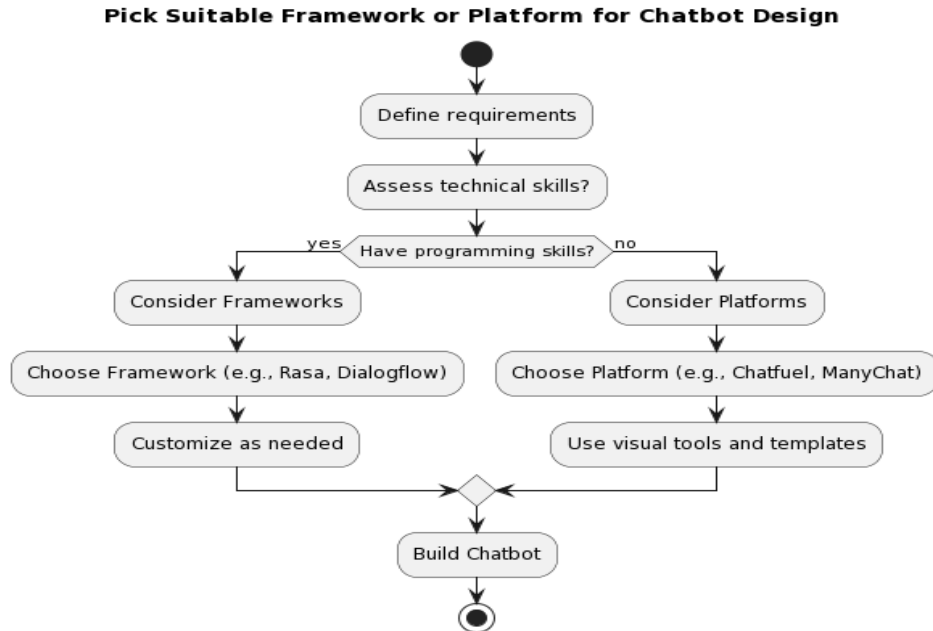 Pick Suitable Framework or Platform for Chatbot Design
Define requirements
Assess technical skills?
yes
Have programming skills?
no
Consider Frameworks
Consider Platforms
Choose Framework (e.g., Rasa, Dialogflow)
Choose Platform (e.g., Chatfuel, ManyChat)
Customize as needed
Use visual tools and templates
Build Chatbot